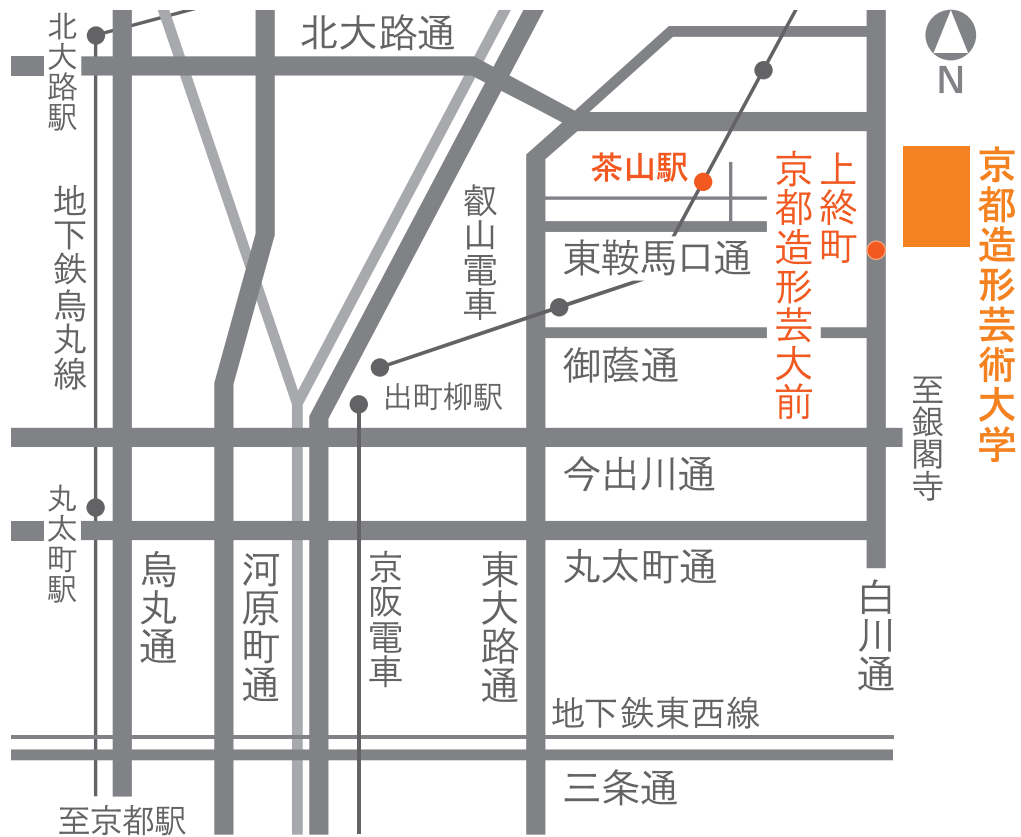 北大路駅
北大路通
N
地下鉄烏丸線
叡山電車
茶山駅
上終町
京都造形芸大前
京都造形芸術大学
東鞍馬口通
御蔭通
出町柳駅
至銀閣寺
今出川通
丸太町駅
丸太町通
烏丸通
河原町通
京阪電車
東大路通
白川通
地下鉄東西線
三条通
至京都駅